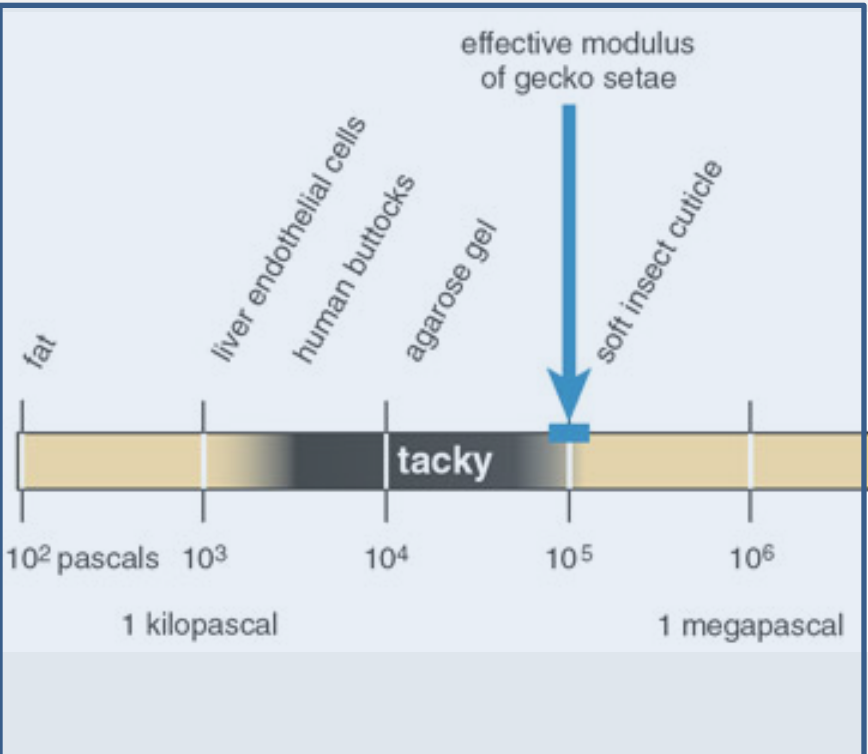 effective modulus
of gecko setae
fat
liver endothelial cells
human buttocks
agarose gel
soft insect cuticle
tacky
10² pascals 10³ 10⁴ 10⁵ 10⁶
1 kilopascal 1 megapascal